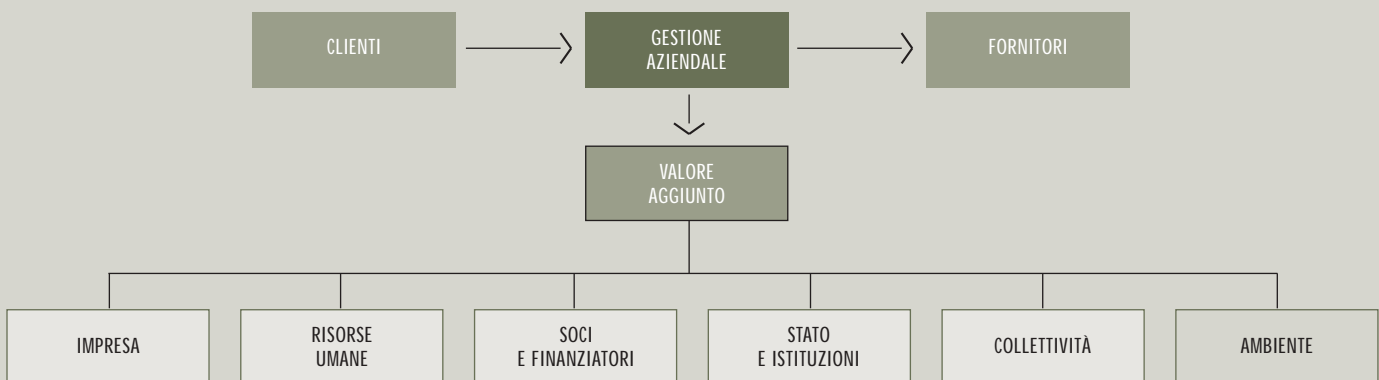 CLIENTI
GESTIONE
AZIENDALE
FORNITORI
VALORE
AGGIUNTO
IMPRESA
RISORSE
UMANE
SOCI
E FINANZIATORI
STATO
E ISTITUZIONI
COLLETTIVITÀ
AMBIENTE